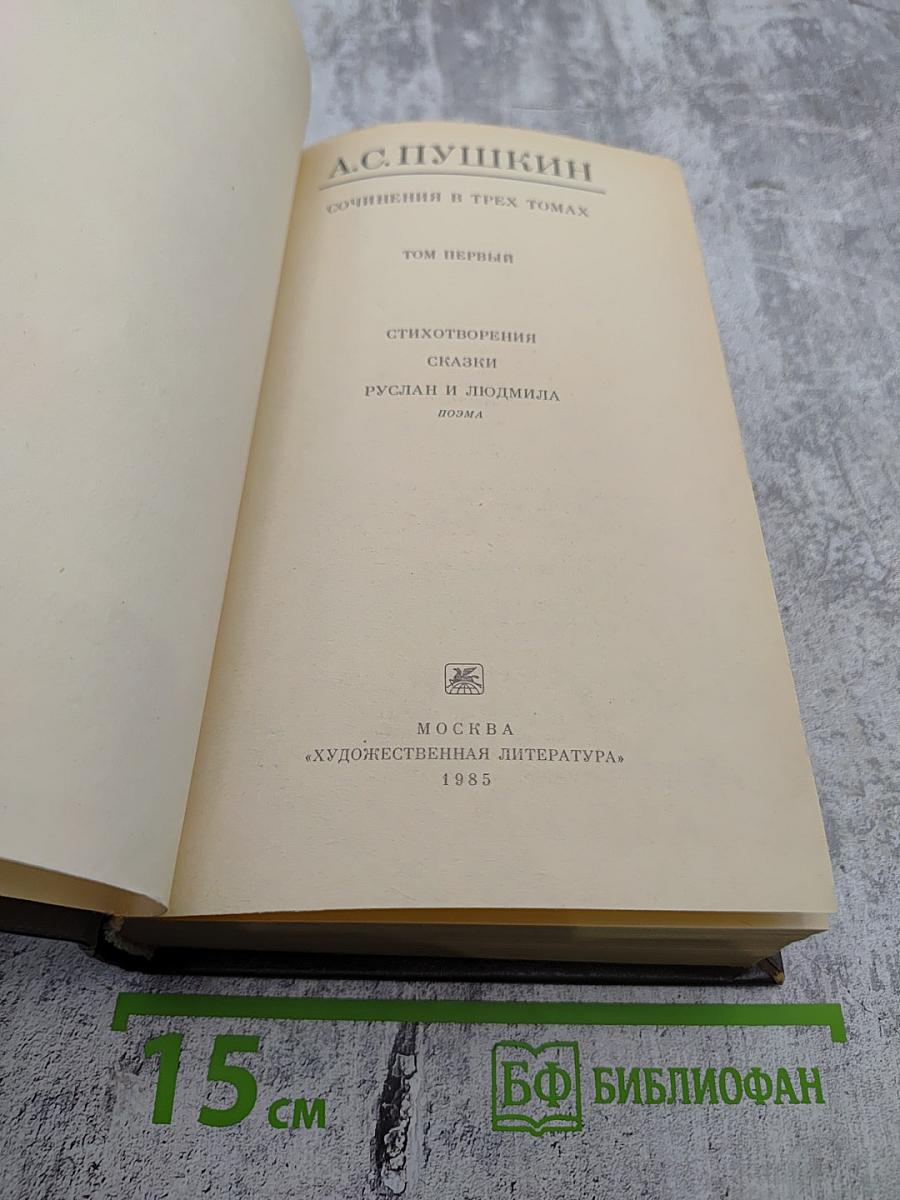 А.С.ПУШКИН
СОЧИНЕНИЯ В ТРЕХ ТОМАХ
ТОМ ПЕРВЫЙ
СТИХОТВОРЕНИЯ
СКАЗКИ
РУСЛАН И ЛЮДМИЛА
ПОЭМА
МОСКВА
«ХУДОЖЕСТВЕННАЯ ЛИТЕРАТУРА»
1985
15 см
БФ БИБЛИОФАН